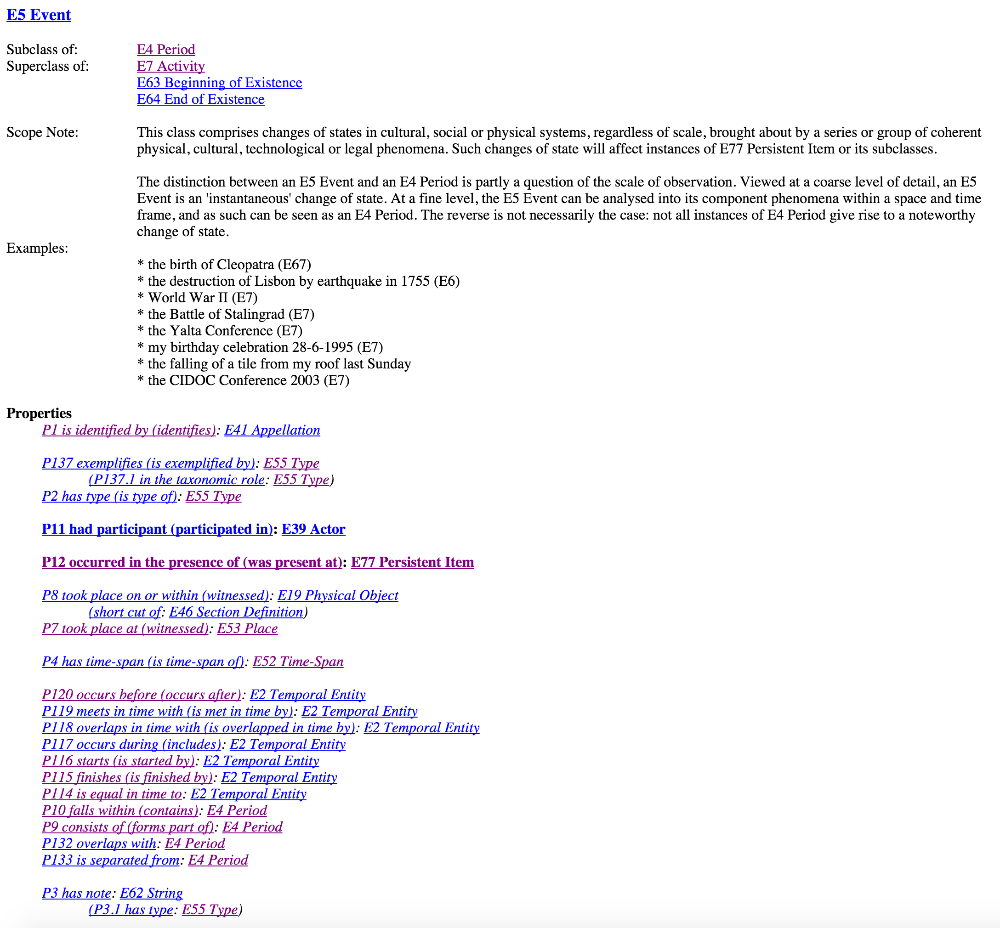 E5 Event
Subclass of: E4 Period
Superclass of: E7 Activity
E63 Beginning of Existence
E64 End of Existence
Scope Note: This class comprises changes of states in cultural, social or physical systems, regardless of scale, brought about by a series or group of coherent
physical, cultural, technological or legal phenomena. Such changes of state will affect instances of E77 Persistent Item or its subclasses.
The distinction between an E5 Event and an E4 Period is partly a question of the scale of observation. Viewed at a coarse level of detail, an E5
Event is an 'instantaneous' change of state. At a fine level, the E5 Event can be analysed into its component phenomena within a space and time
frame, and as such can be seen as an E4 Period. The reverse is not necessarily the case: not all instances of E4 Period give rise to a noteworthy
change of state.
Examples:
* the birth of Cleopatra (E67)
* the destruction of Lisbon by earthquake in 1755 (E6)
* World War II (E7)
* the Battle of Stalingrad (E7)
* the Yalta Conference (E7)
* my birthday celebration 28-6-1995 (E7)
* the falling of a tile from my roof last Sunday
* the CIDOC Conference 2003 (E7)
Properties
P1 is identified by (identifies): E41 Appellation
P137 exemplifies (is exemplified by): E55 Type
(P137.1 in the taxonomic role: E55 Type)
P2 has type (is type of): E55 Type
P11 had participant (participated in): E39 Actor
P12 occurred in the presence of (was present at): E77 Persistent Item
P8 took place on or within (witnessed): E19 Physical Object
(short cut of: E46 Section Definition)
P7 took place at (witnessed): E53 Place
P4 has time-span (is time-span of): E52 Time-Span
P120 occurs before (occurs after): E2 Temporal Entity
P119 meets in time with (is met in time by): E2 Temporal Entity
P118 overlaps in time with (is overlapped in time by): E2 Temporal Entity
P117 occurs during (includes): E2 Temporal Entity
P116 starts (is started by): E2 Temporal Entity
P115 finishes (is finished by): E2 Temporal Entity
P114 is equal in time to: E2 Temporal Entity
P10 falls within (contains): E4 Period
P9 consists of (forms part of): E4 Period
P132 overlaps with: E4 Period
P133 is separated from: E4 Period
P3 has note: E62 String
(P3.1 has type: E55 Type)